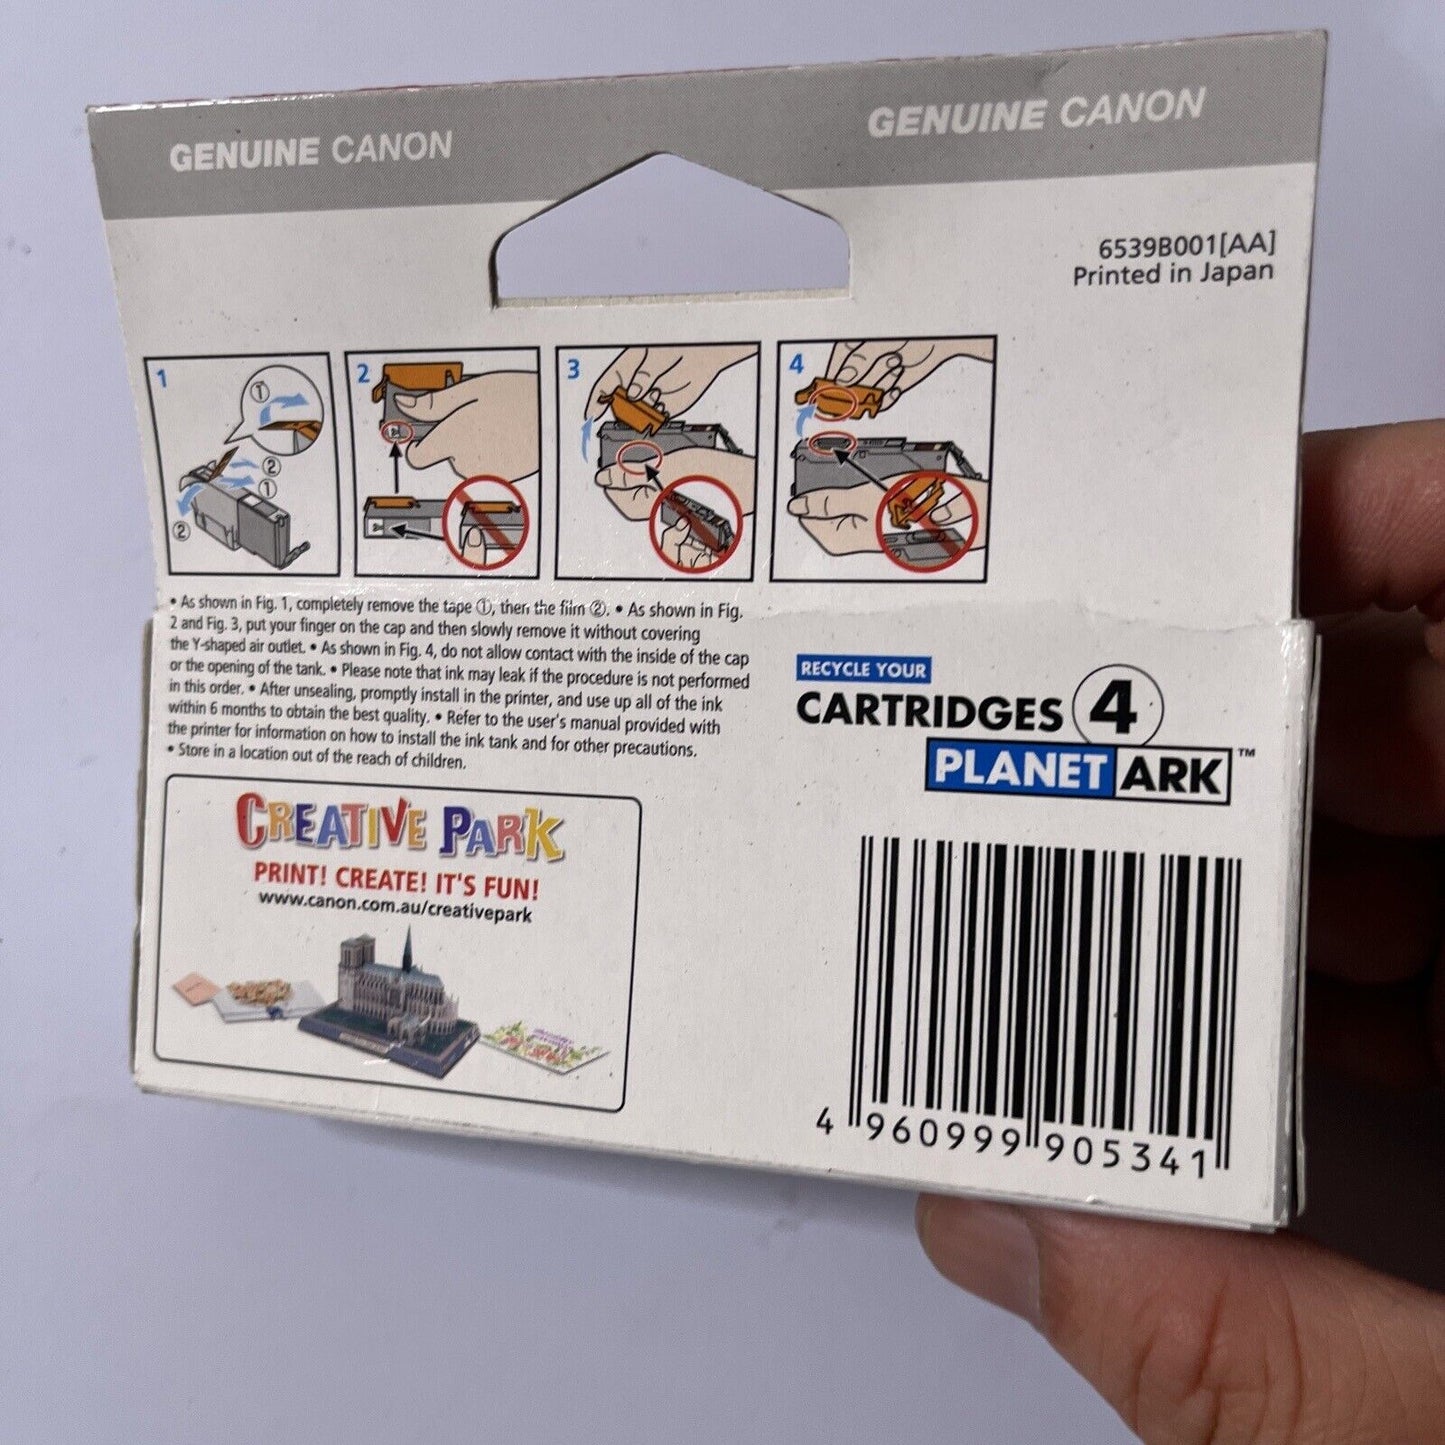 GENUINE CANON
GENUINE CANON
6539B001[AA]
Printed in Japan
1
①
②
①
②
2
3
4
• As shown in Fig. 1, completely remove the tape ①, then the film ②. • As shown in Fig.
2 and Fig. 3, put your finger on the cap and then slowly remove it without covering
the Y-shaped air outlet. • As shown in Fig. 4, do not allow contact with the inside of the cap
or the opening of the tank. • Please note that ink may leak if the procedure is not performed
in this order. • After unsealing, promptly install in the printer, and use up all of the ink
within 6 months to obtain the best quality. • Refer to the user's manual provided with
the printer for information on how to install the ink tank and for other precautions.
• Store in a location out of the reach of children.
RECYCLE YOUR
CARTRIDGES 4
PLANET ARK™
CREATIVE PARK
PRINT! CREATE! IT'S FUN!
www.canon.com.au/creativepark
4 960999 905341